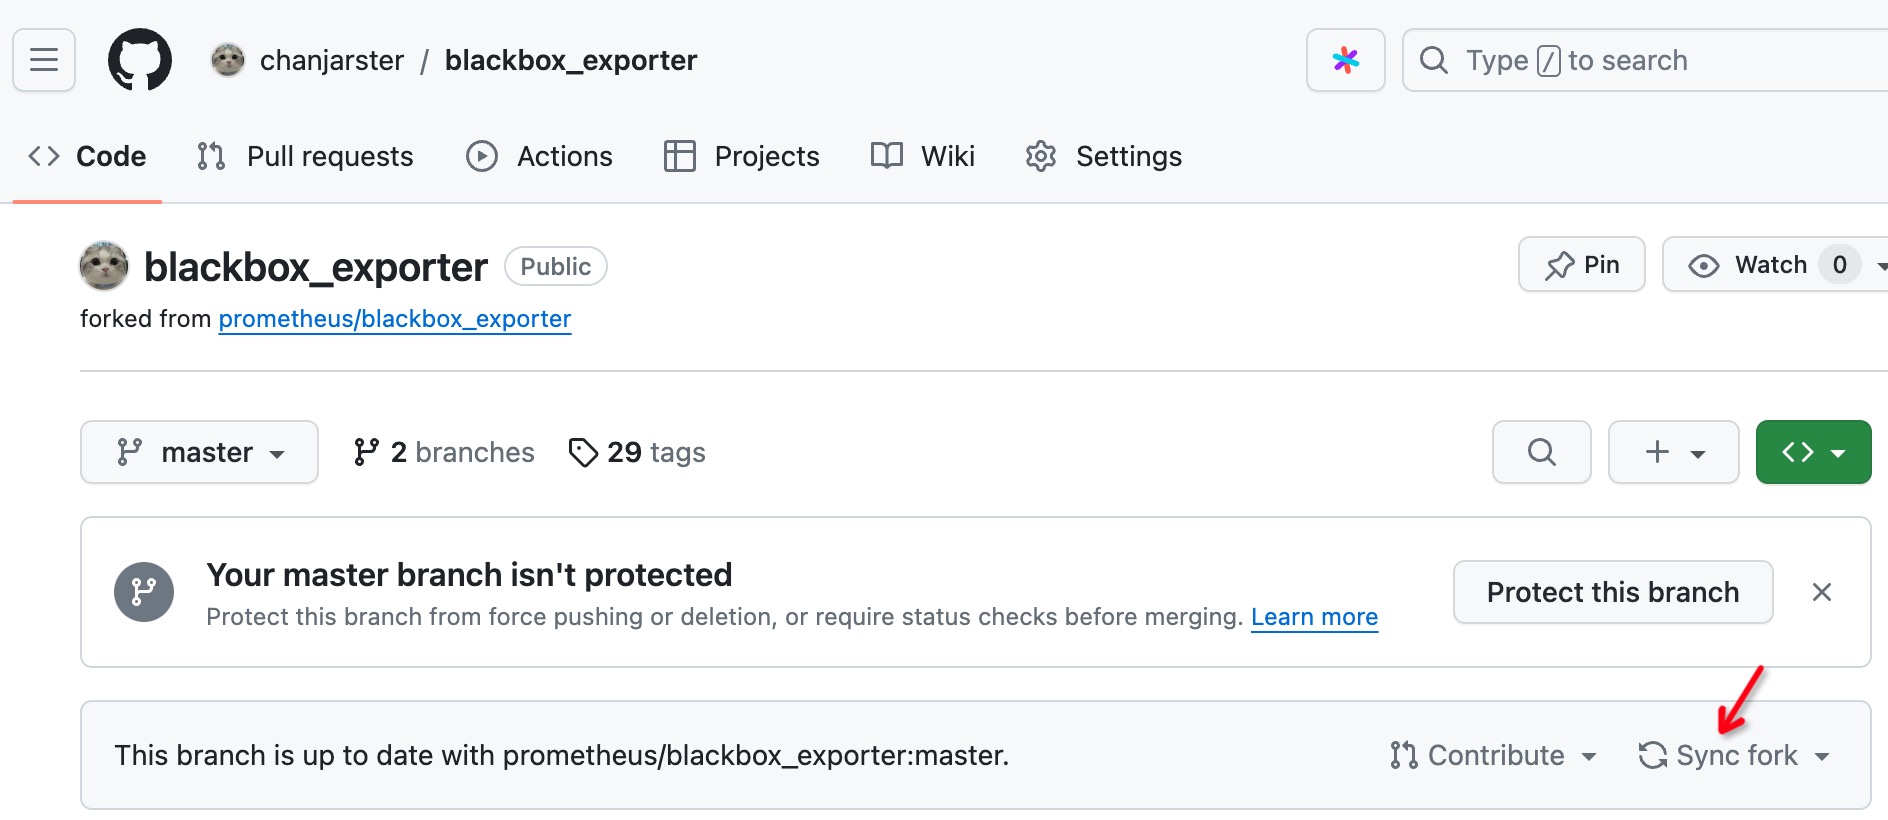 chanjarster / blackbox_exporter
Type / to search
Code Pull requests Actions Projects Wiki Settings
blackbox_exporter Public
Pin Watch 0
forked from prometheus/blackbox_exporter
master 2 branches 29 tags
Your master branch isn't protected
Protect this branch from force pushing or deletion, or require status checks before merging. Learn more
Protect this branch
This branch is up to date with prometheus/blackbox_exporter:master.
Contribute Sync fork